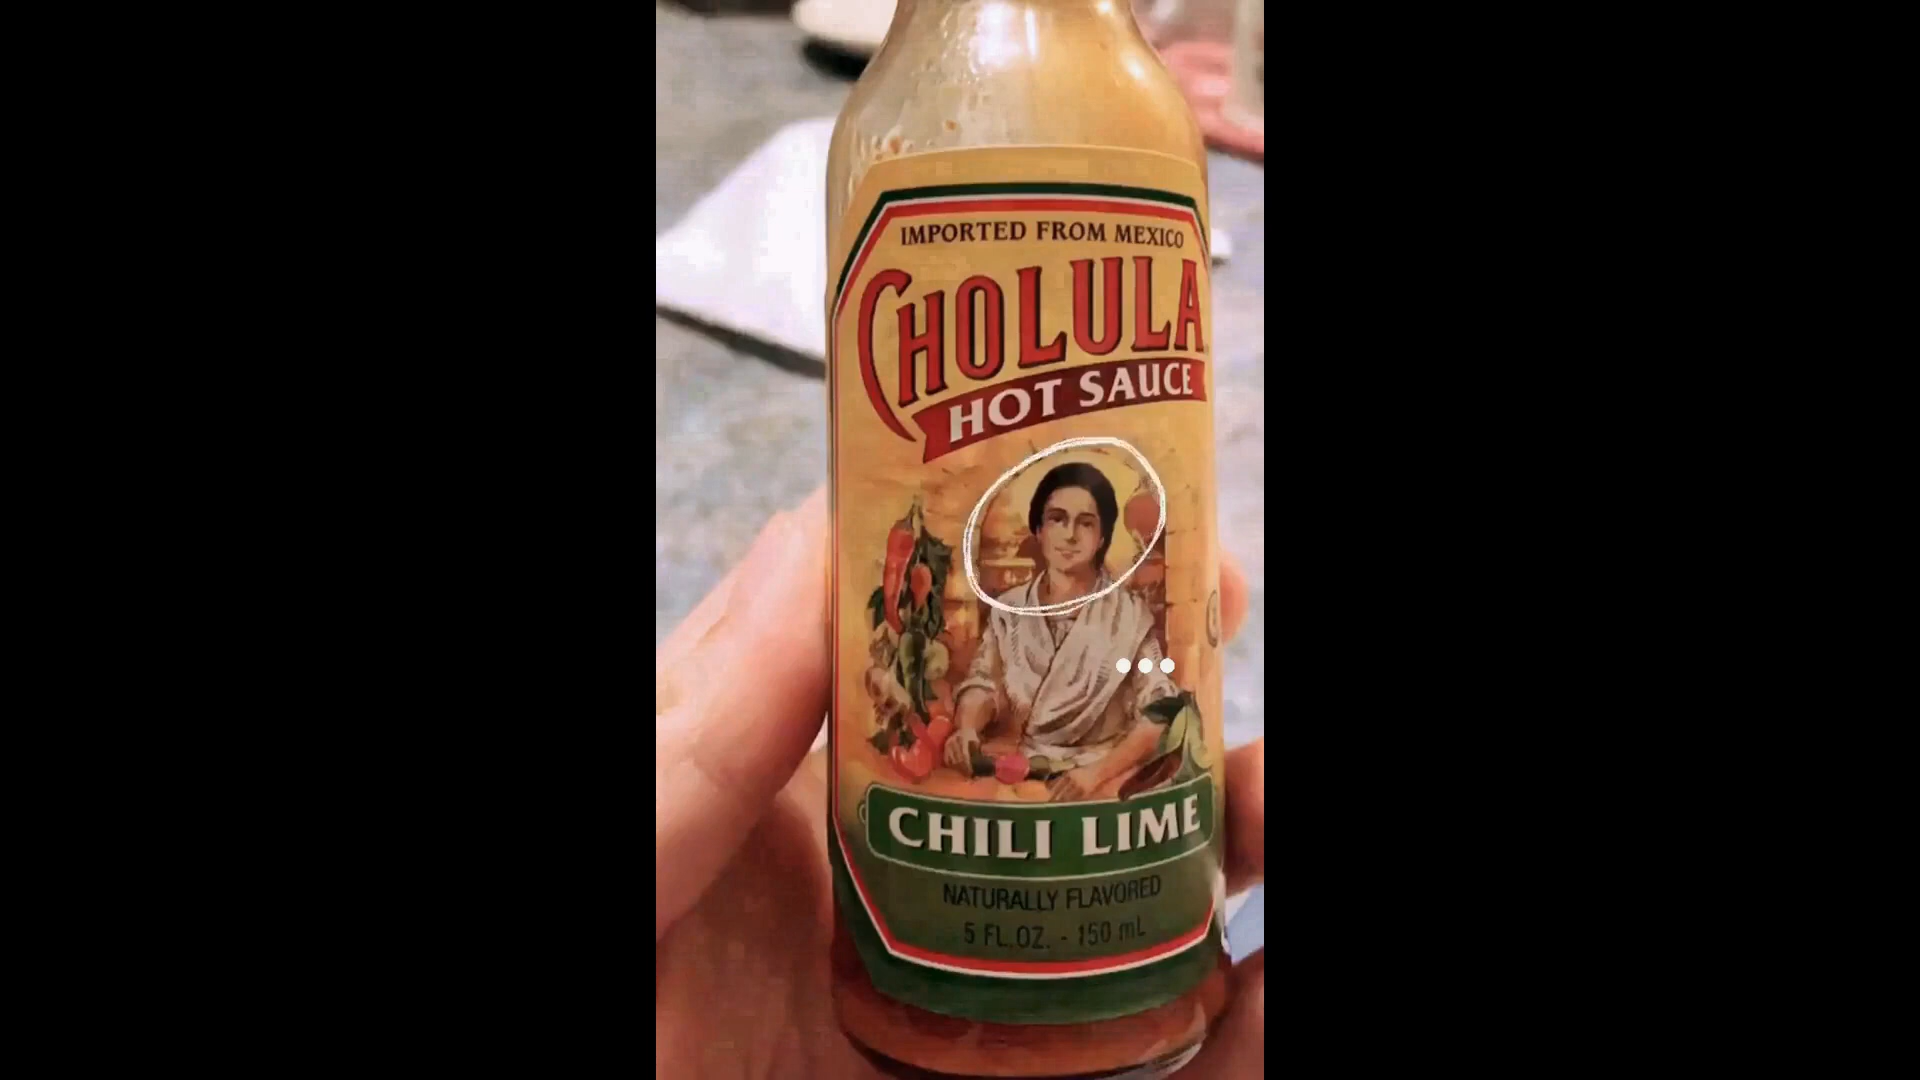 IMPORTED FROM MEXICO
CHOLULA
HOT SAUCE
CHILI LIME
NATURALLY FLAVORED
5 FL.OZ. - 150 mL